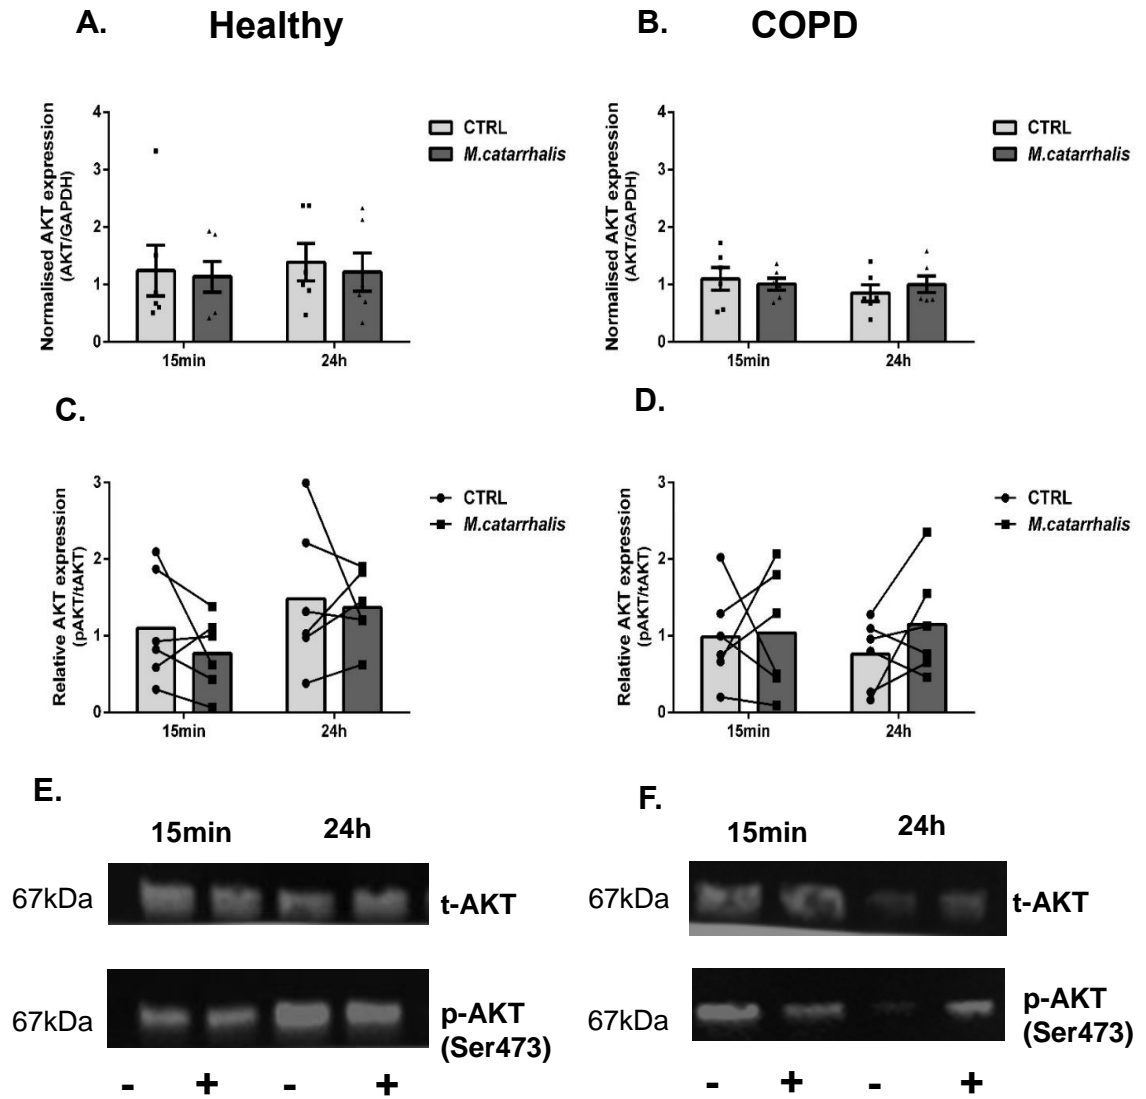 A. Healthy
B. COPD
Normalised AKT expression
(AKT/GAPDH)
4
3
2
1
0
15min 24h
CTRL
M.catarrhalis
Normalised AKT expression
(AKT/GAPDH)
4
3
2
1
0
15min 24h
CTRL
M.catarrhalis
C.
Relative AKT expression
(pAKT/tAKT)
3
2
1
0
15min 24h
CTRL
M.catarrhalis
D.
Relative AKT expression
(pAKT/tAKT)
3
2
1
0
15min 24h
CTRL
M.catarrhalis
E.
15min 24h
67kDa t-AKT
67kDa p-AKT
(Ser473)
- + - +
F.
15min 24h
67kDa t-AKT
67kDa p-AKT
(Ser473)
- + - +